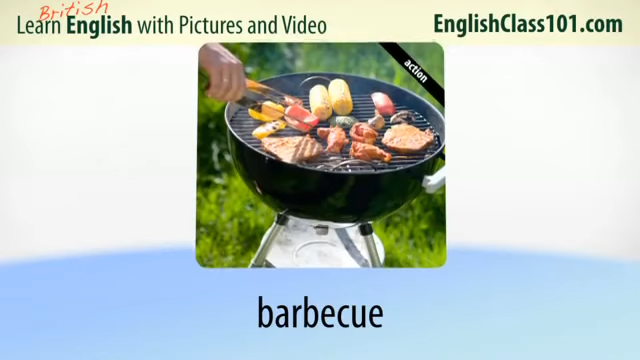 British
Learn English with Pictures and Video
EnglishClass101.com
action
barbecue